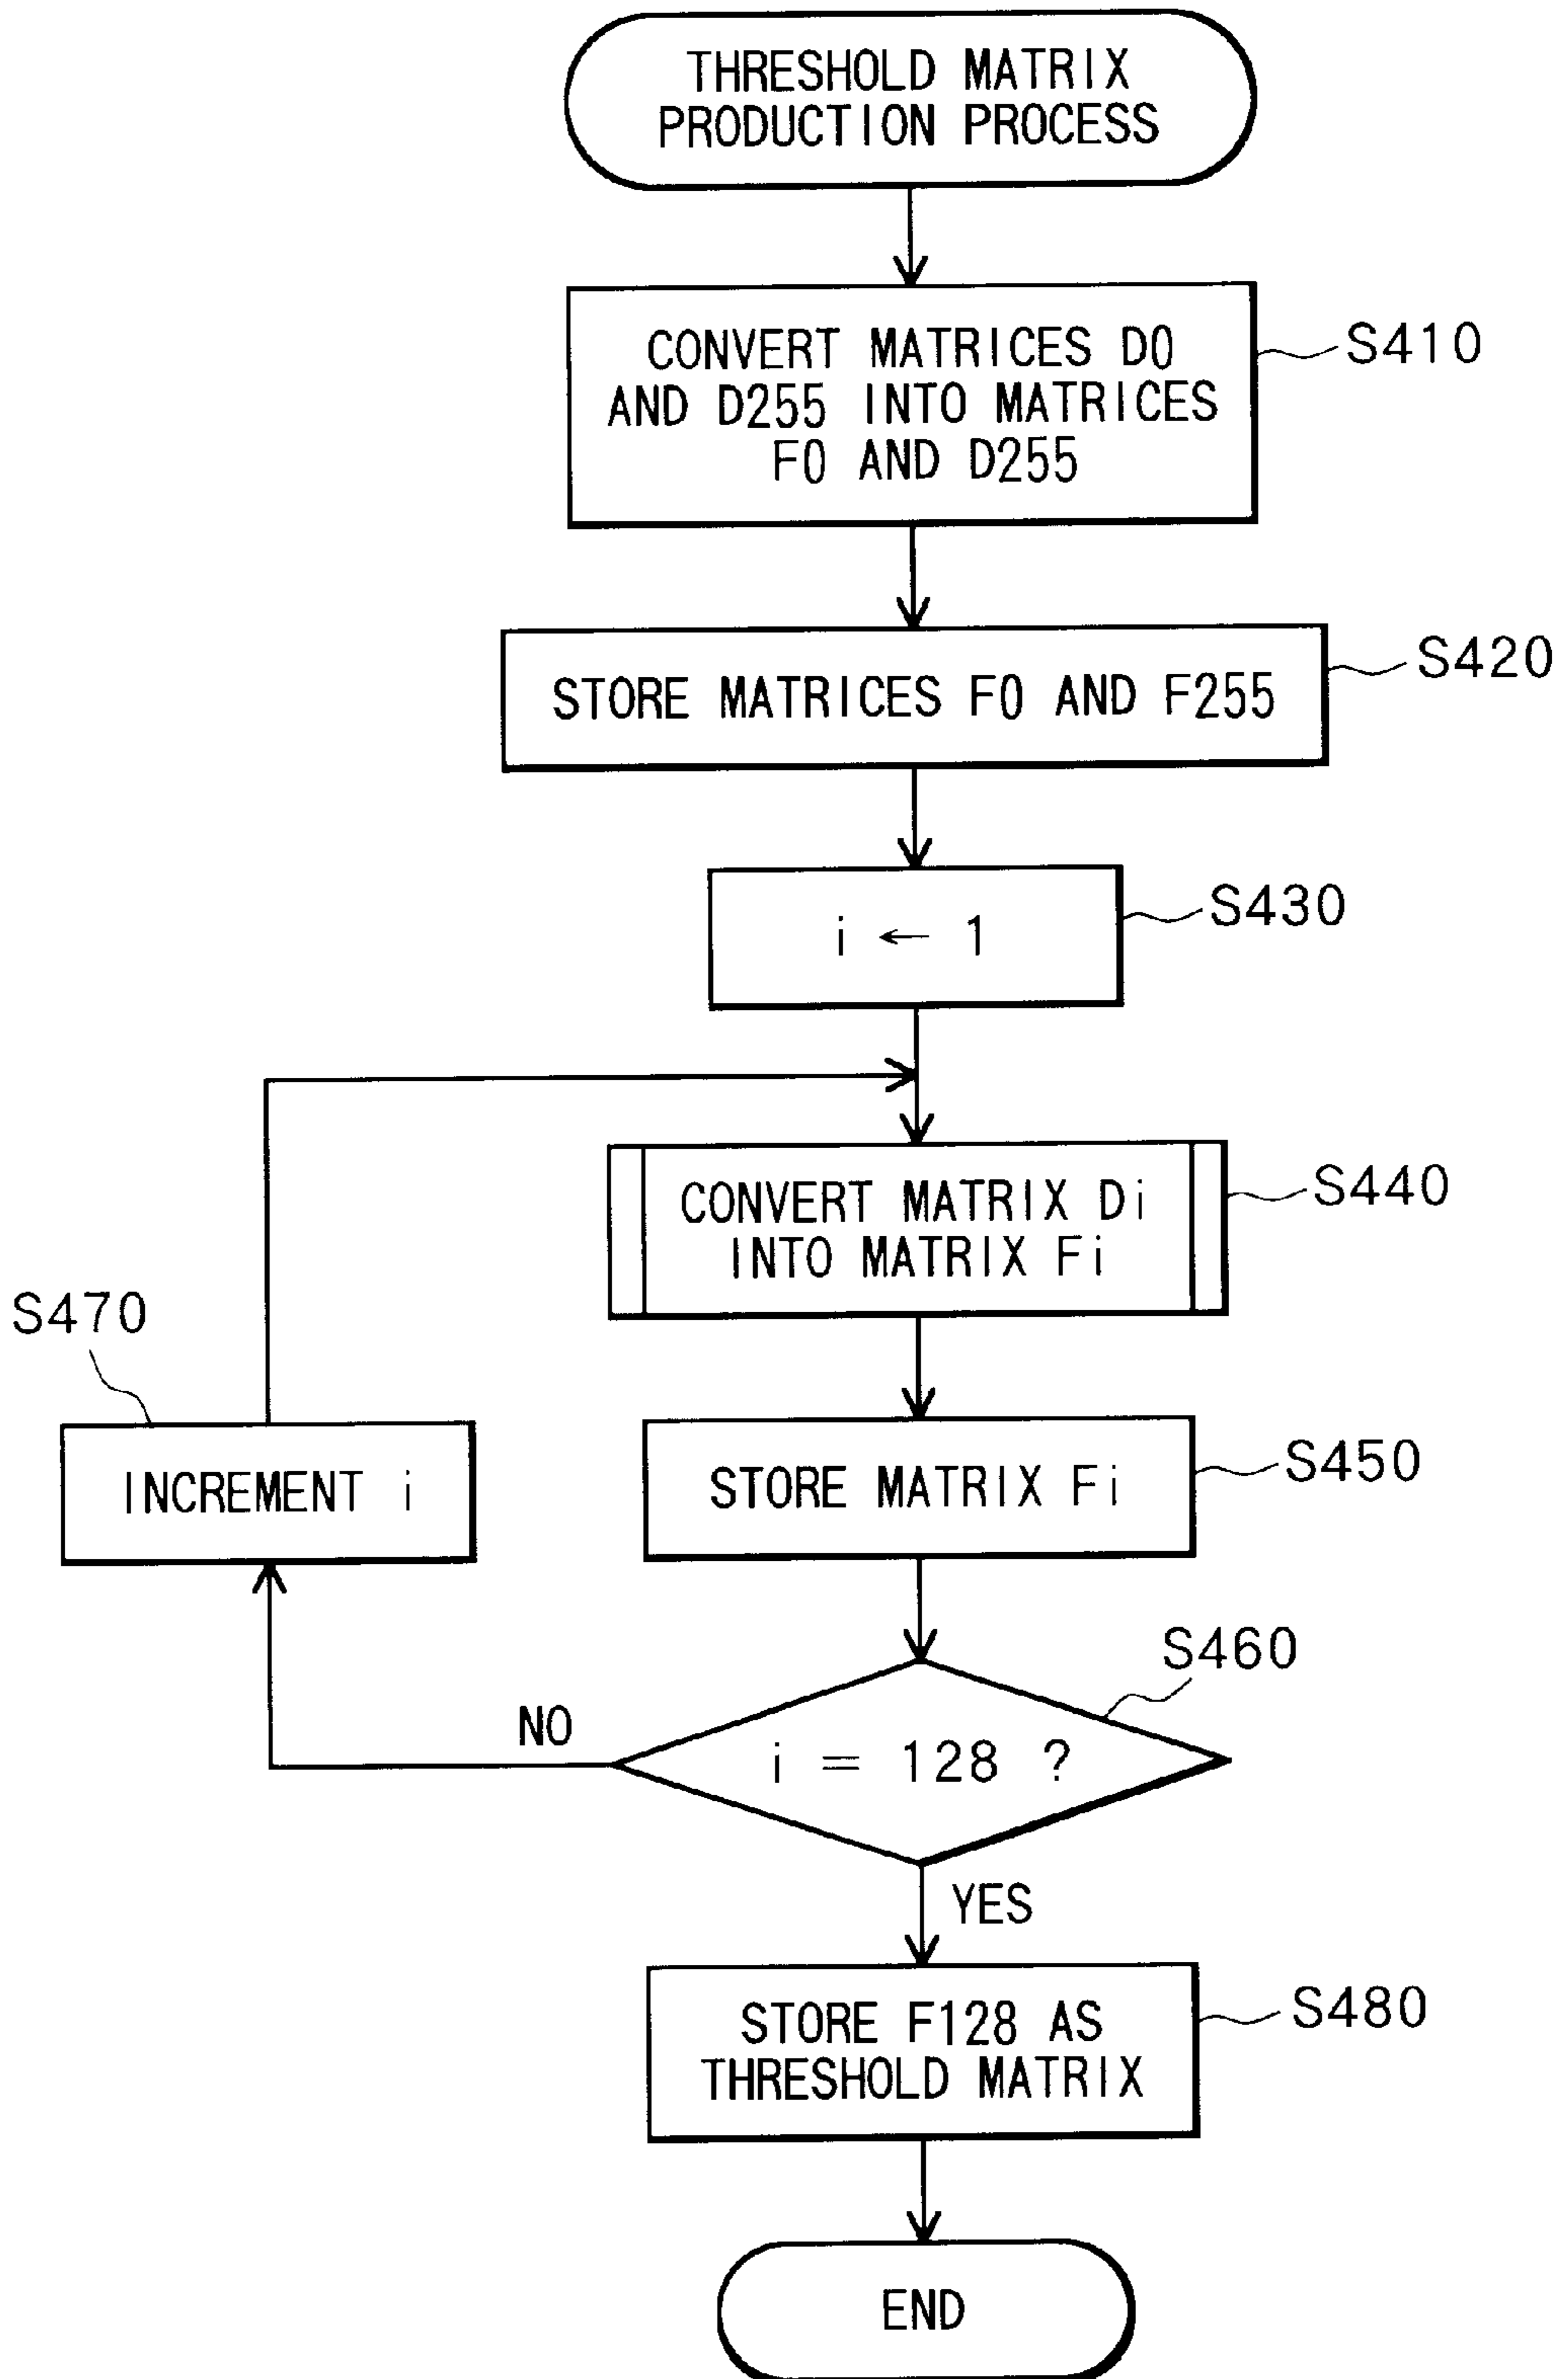 THRESHOLD MATRIX
PRODUCTION PROCESS
CONVERT MATRICES D0
AND D255 INTO MATRICES
F0 AND D255
S410
STORE MATRICES F0 AND F255
S420
i ← 1
S430
CONVERT MATRIX Di
INTO MATRIX Fi
S440
S470
INCREMENT i
STORE MATRIX Fi
S450
S460
NO
i = 128 ?
YES
STORE F128 AS
THRESHOLD MATRIX
S480
END